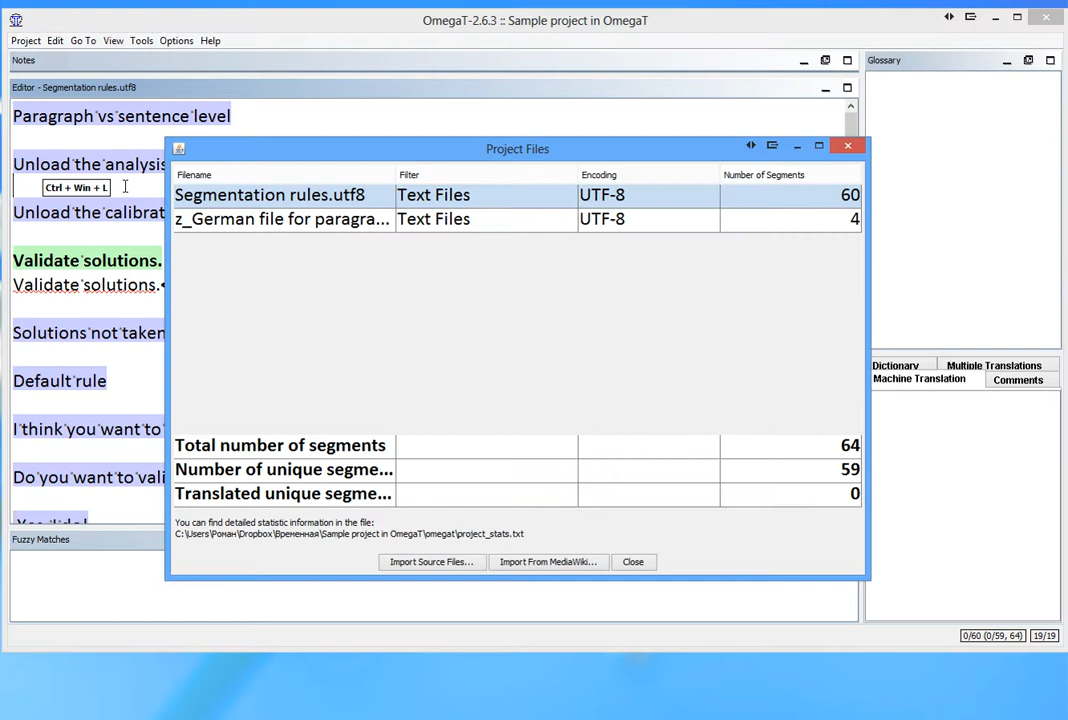 OmegaT-2.6.3 :: Sample project in OmegaT
Project Edit Go To View Tools Options Help
Notes
Glossary
Editor - Segmentation rules.utf8
Paragraph vs sentence level
Unload the analysis
Ctrl + Win + L
Unload the calibrat
Validate solutions.
Validate solutions.
Solutions not taken
Default rule
I think you want to
Do you want to vali
Yes I do!
Fuzzy Matches
Project Files
Filename Filter Encoding Number of Segments
Segmentation rules.utf8 Text Files UTF-8 60
z_German file for paragra... Text Files UTF-8 4
Total number of segments 64
Number of unique segme... 59
Translated unique segme... 0
You can find detailed statistic information in the file:
C:\Users\Роман\Dropbox\Временная\Sample project in OmegaT\omegat\project_stats.txt
Import Source Files... Import From MediaWiki... Close
Dictionary Multiple Translations
Machine Translation Comments
0/60 (0/59, 64) 19/19